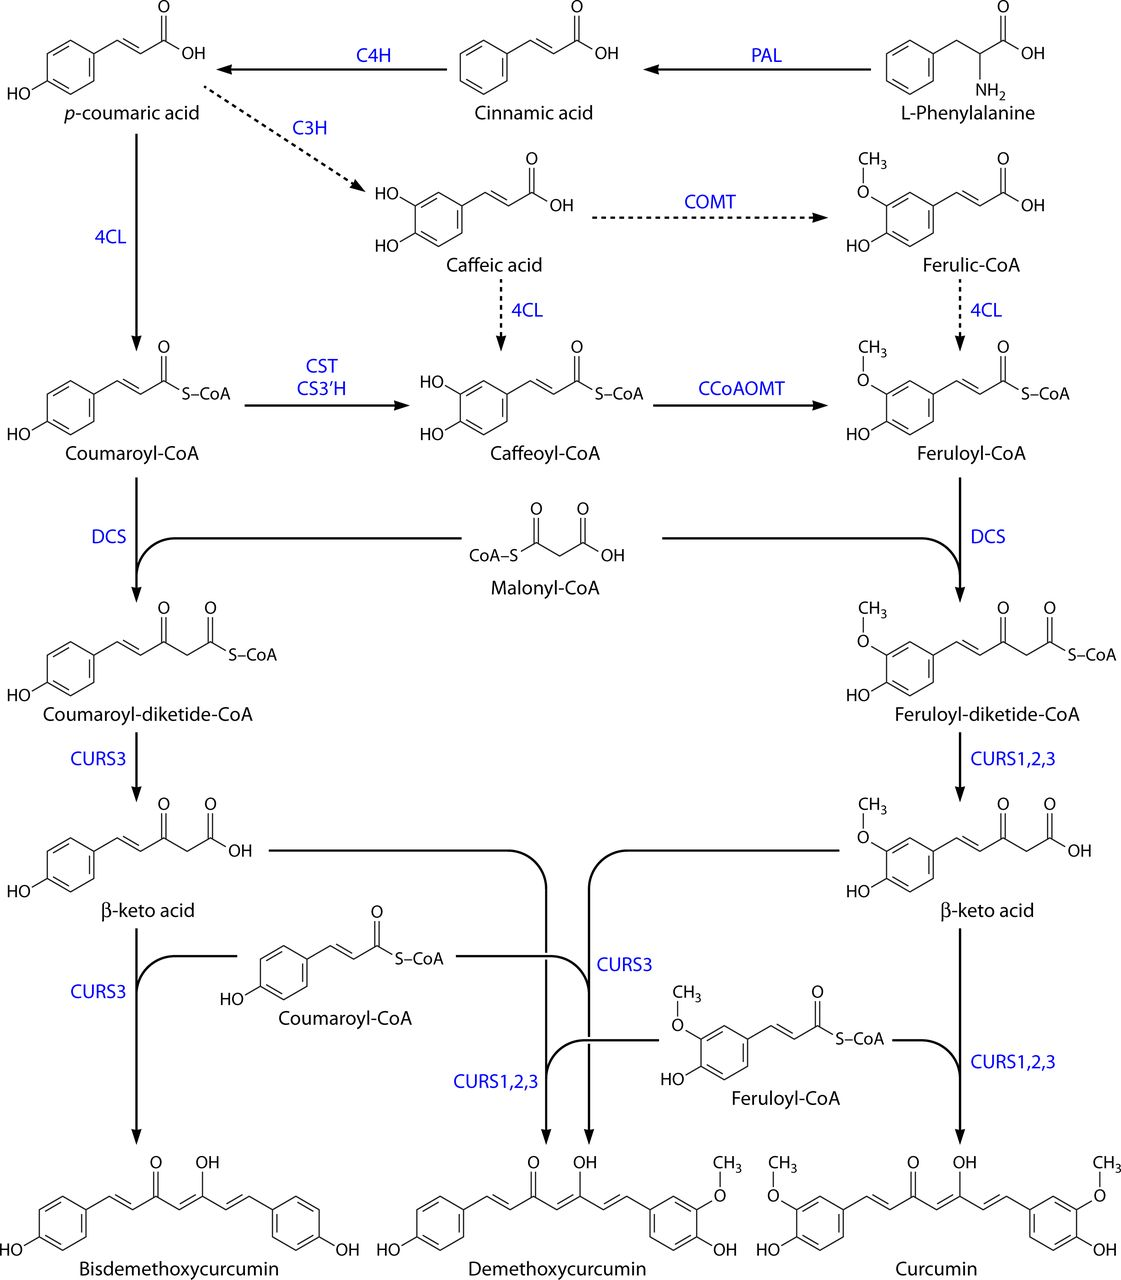 O
OH
HO
p-coumaric acid
C4H
O
OH
Cinnamic acid
PAL
O
OH
NH2
L-Phenylalanine
C3H
HO
HO
O
OH
Caffeic acid
COMT
CH3
O
HO
O
OH
Ferulic-CoA
4CL
4CL
4CL
O
S–CoA
HO
Coumaroyl-CoA
CST
CS3’H
HO
HO
O
S–CoA
Caffeoyl-CoA
CCoAOMT
CH3
O
HO
O
S–CoA
Feruloyl-CoA
DCS
O
O
CoA–S
OH
Malonyl-CoA
DCS
O
O
S–CoA
HO
Coumaroyl-diketide-CoA
CH3
O
HO
O
O
S–CoA
Feruloyl-diketide-CoA
CURS3
CURS1,2,3
O
O
OH
HO
β-keto acid
CH3
O
HO
O
O
OH
β-keto acid
CURS3
O
S–CoA
HO
Coumaroyl-CoA
CURS3
CH3
O
HO
O
S–CoA
Feruloyl-CoA
CURS1,2,3
CURS1,2,3
O
OH
HO
OH
Bisdemethoxycurcumin
O
OH
CH3
O
HO
OH
Demethoxycurcumin
CH3
O
O
OH
CH3
O
HO
OH
Curcumin